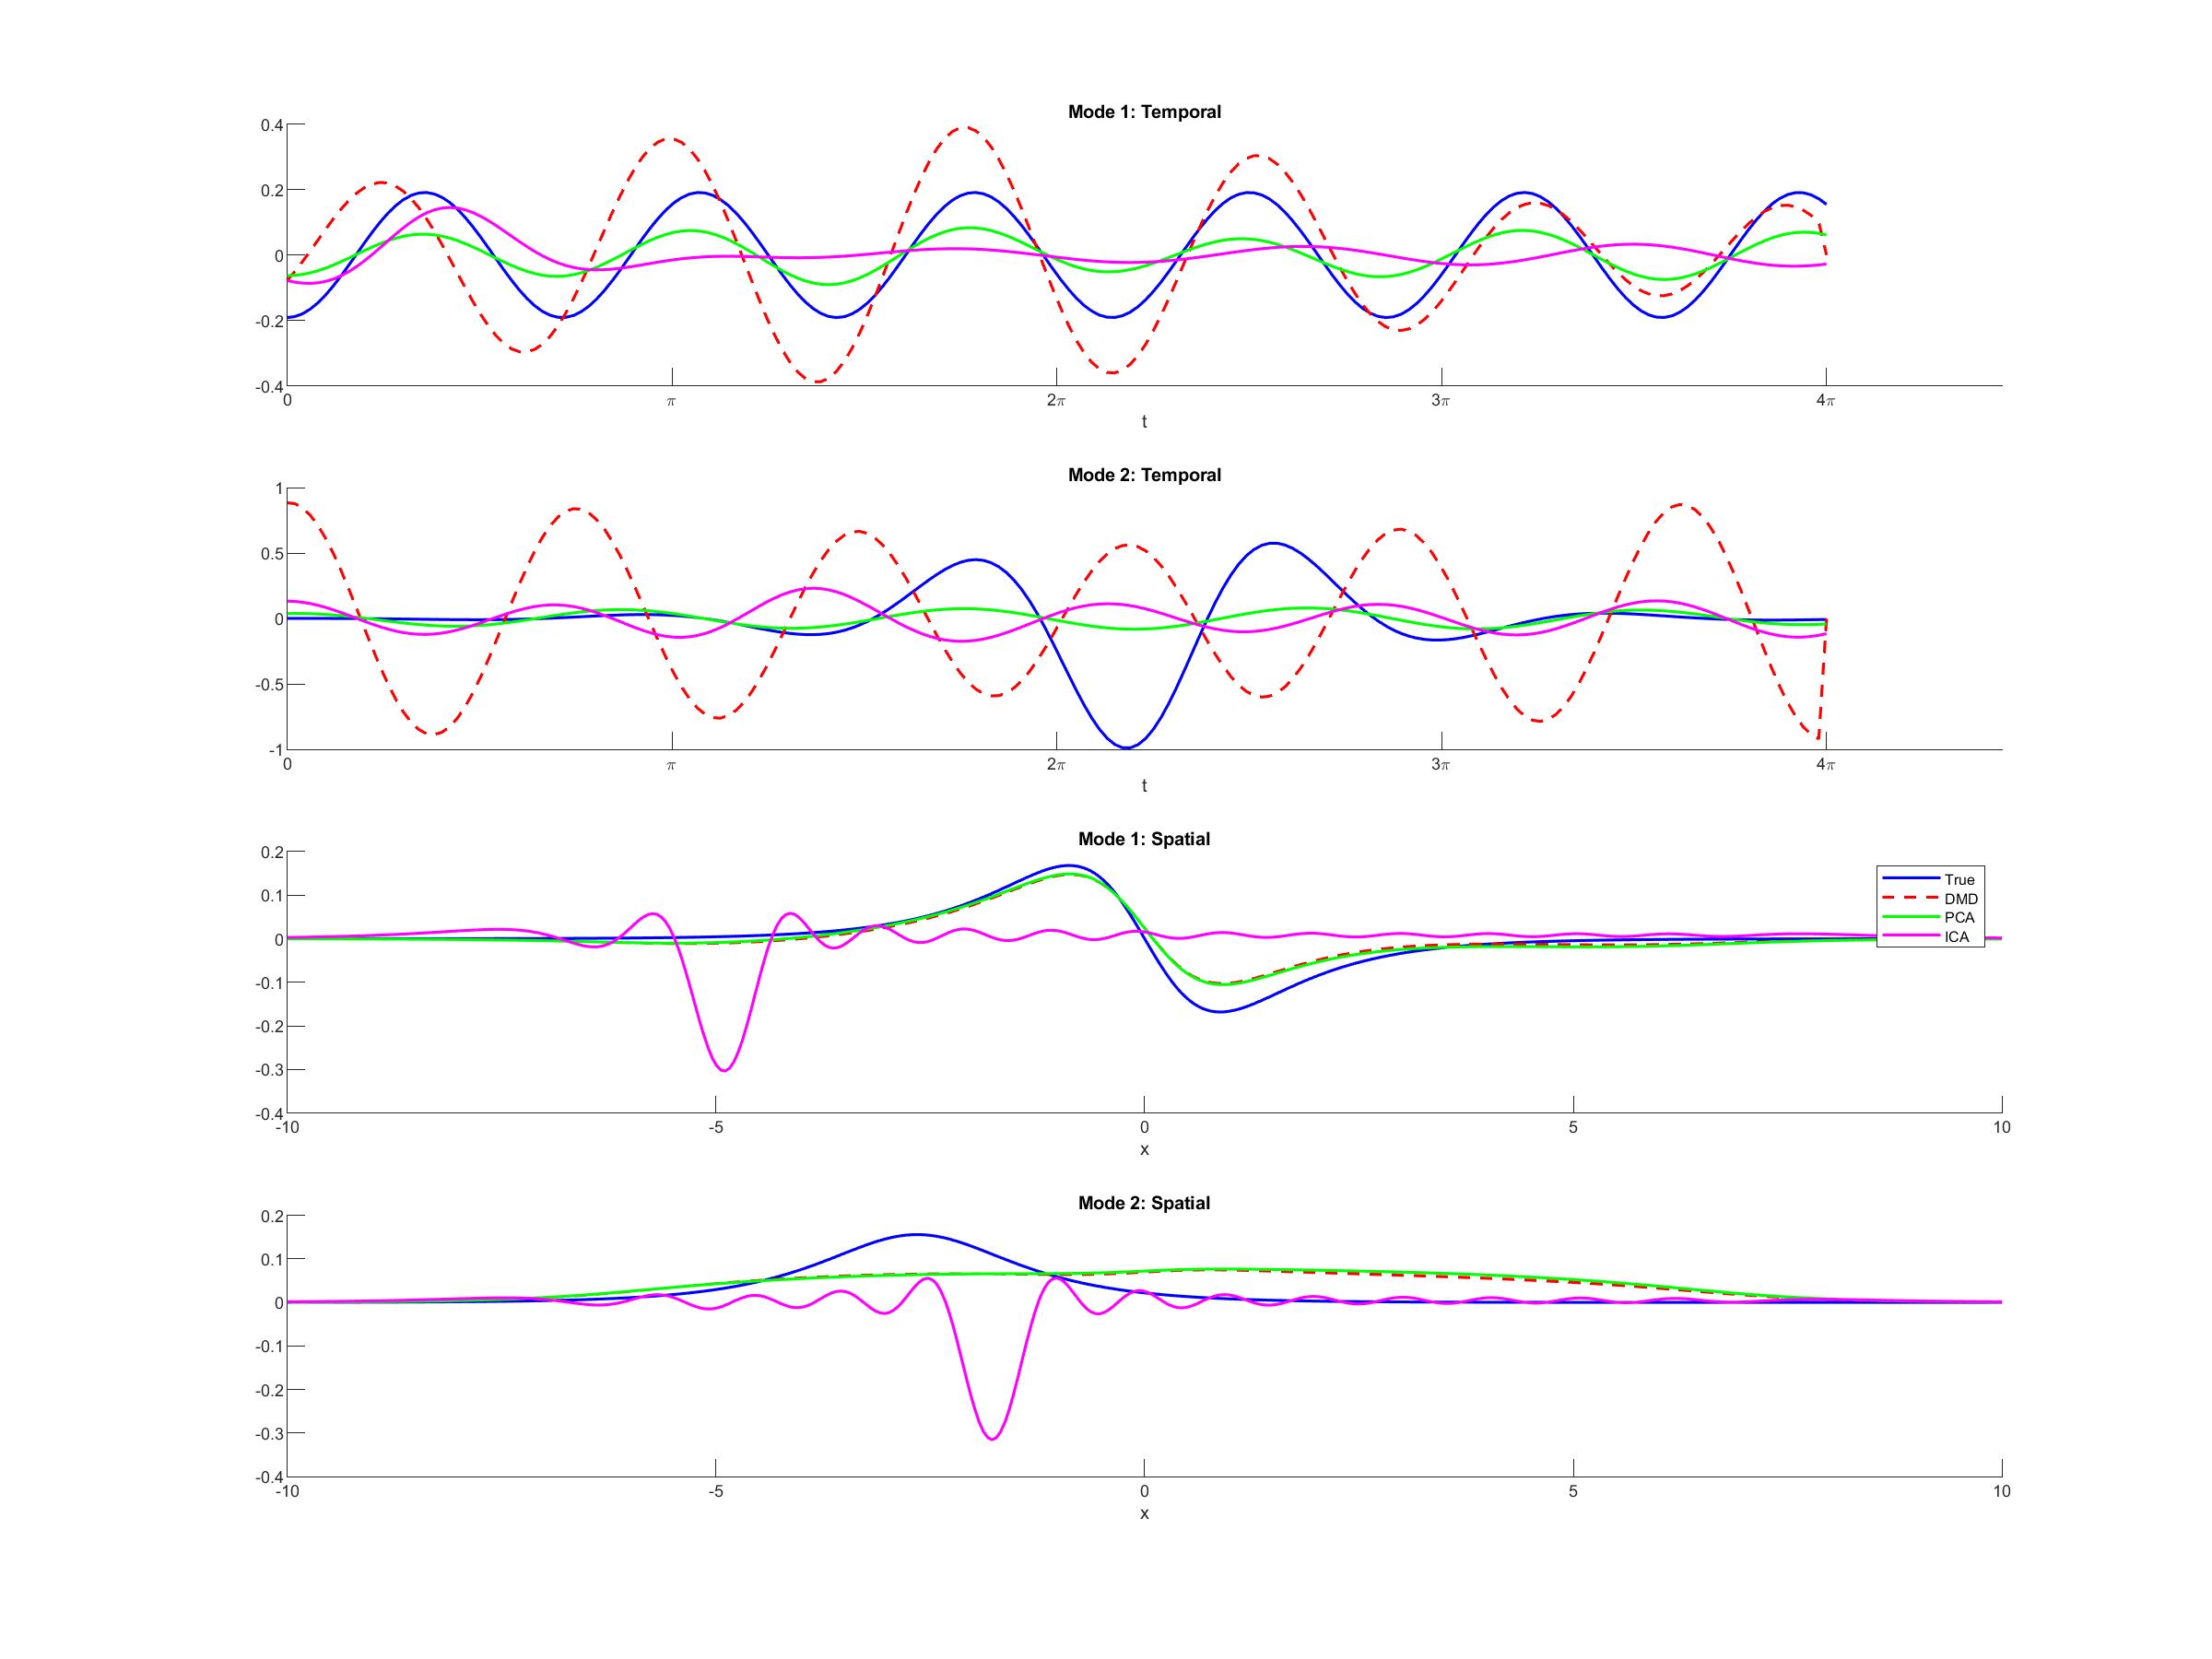 Mode 1: Temporal
0.4
0.2
0
-0.2
-0.4
0 π 2π 3π 4π
t
Mode 2: Temporal
1
0.5
0
-0.5
-1
0 π 2π 3π 4π
t
Mode 1: Spatial
0.2
0.1
0
-0.1
-0.2
-0.3
-0.4
True
DMD
PCA
ICA
-10 -5 0 5 10
x
Mode 2: Spatial
0.2
0.1
0
-0.1
-0.2
-0.3
-0.4
-10 -5 0 5 10
x